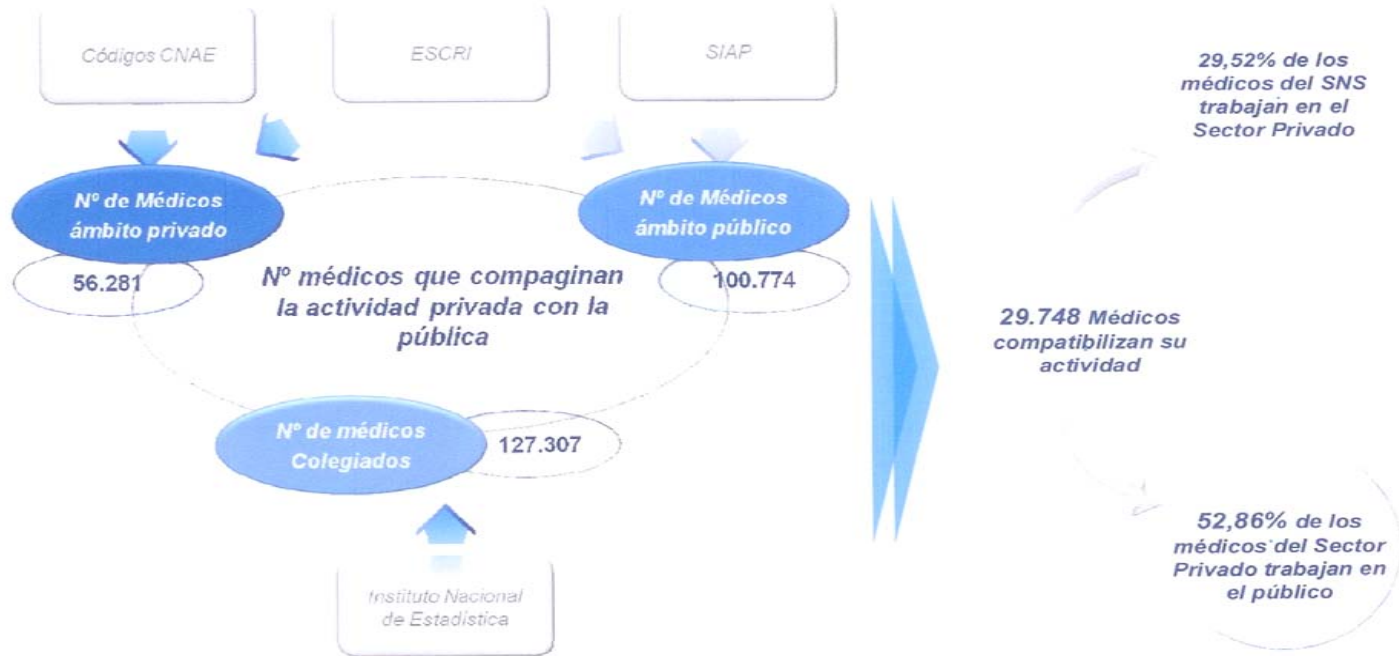 Códigos CNAE
ESCRI
SIAP
Nº de Médicos
ámbito privado
56.281
Nº de Médicos
ámbito público
100.774
Nº médicos que compaginan
la actividad privada con la
pública
Nº de médicos
Colegiados
127.307
Instituto Nacional
de Estadística
29,52% de los
médicos del SNS
trabajan en el
Sector Privado
29.748 Médicos
compatibilizan su
actividad
52,86% de los
médicos del Sector
Privado trabajan en
el público